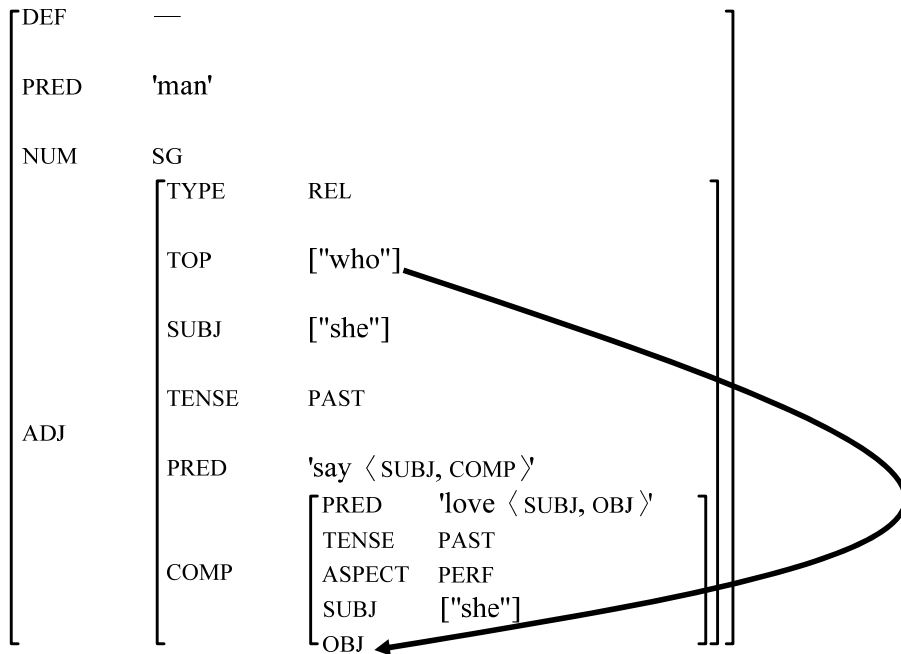 DEF —
PRED 'man'
NUM SG
TYPE REL
TOP ["who"]
SUBJ ["she"]
TENSE PAST
ADJ
PRED 'say 〈 SUBJ, COMP 〉'
PRED 'love 〈 SUBJ, OBJ 〉'
TENSE PAST
COMP ASPECT PERF
SUBJ ["she"]
OBJ